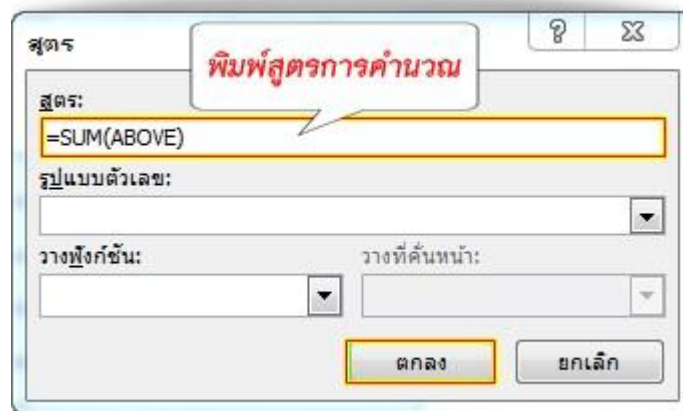 สูตร
พิมพ์สูตรการคำนวณ
สูตร:
=SUM(ABOVE)
รูปแบบตัวเลข:
วางฟังก์ชัน:
วางที่คั่นหน้า:
ตกลง
ยกเลิก